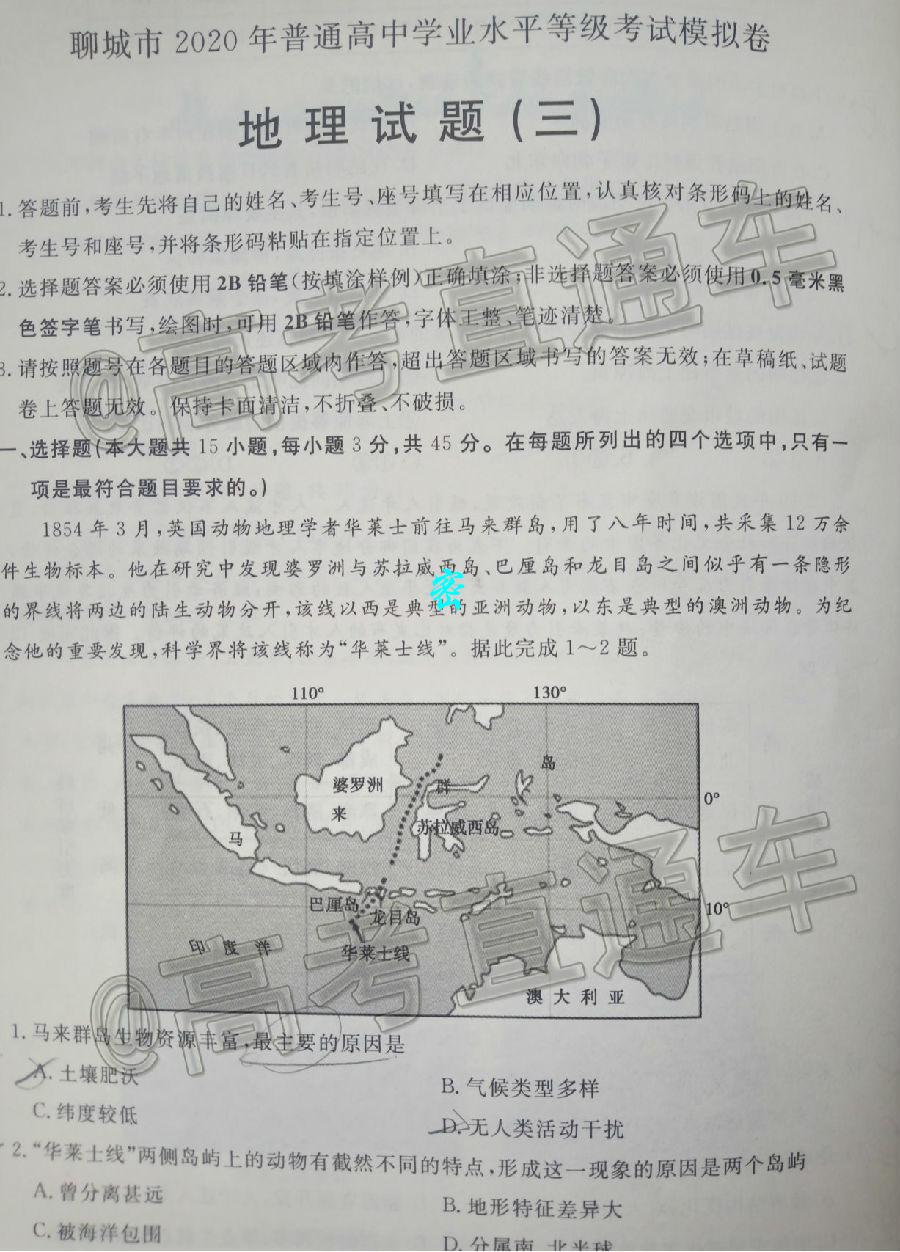 聊城市 2020 年普通高中学业水平等级考试模拟卷
地理试题(三)
1.答题前,考生先将自己的姓名、考生号、座号填写在相应位置,认真核对条形码上的姓名、
考生号和座号,并将条形码粘贴在指定位置上。
2.选择题答案必须使用2B铅笔(按填涂样例)正确填涂;非选择题答案必须使用0.5毫米黑
色签字笔书写,绘图时,可用2B铅笔作答,字体工整、笔迹清楚。
3.请按照题号在各题目的答题区域内作答,超出答题区域书写的答案无效;在草稿纸、试题
卷上答题无效。保持卡面清洁,不折叠、不破损。
一、选择题(本大题共 15 小题,每小题 3 分,共 45 分。在每题所列出的四个选项中,只有一
项是最符合题目要求的。)
1854 年 3 月,英国动物地理学者华莱士前往马来群岛,用了八年时间,共采集 12 万余
件生物标本。他在研究中发现婆罗洲与苏拉威西岛、巴厘岛和龙目岛之间似乎有一条隐形
密
的界线将两边的陆生动物分开,该线以西是典型的亚洲动物,以东是典型的澳洲动物。为纪
念他的重要发现,科学界将该线称为“华莱士线”。据此完成 1~2 题。
110° 130°
岛
婆罗洲 群
来 0°
苏拉威西岛
马
巴厘岛 龙目岛 10°
印度洋 华莱士线
澳大利亚
@高考直通车
@高考直通车
1.马来群岛生物资源丰富,最主要的原因是
A.土壤肥沃 B.气候类型多样
C.纬度较低 D.无人类活动干扰
2.“华莱士线”两侧岛屿上的动物有截然不同的特点,形成这一现象的原因是两个岛屿
A.曾分离甚远 B.地形特征差异大
C.被海洋包围 D.分属南、北半球